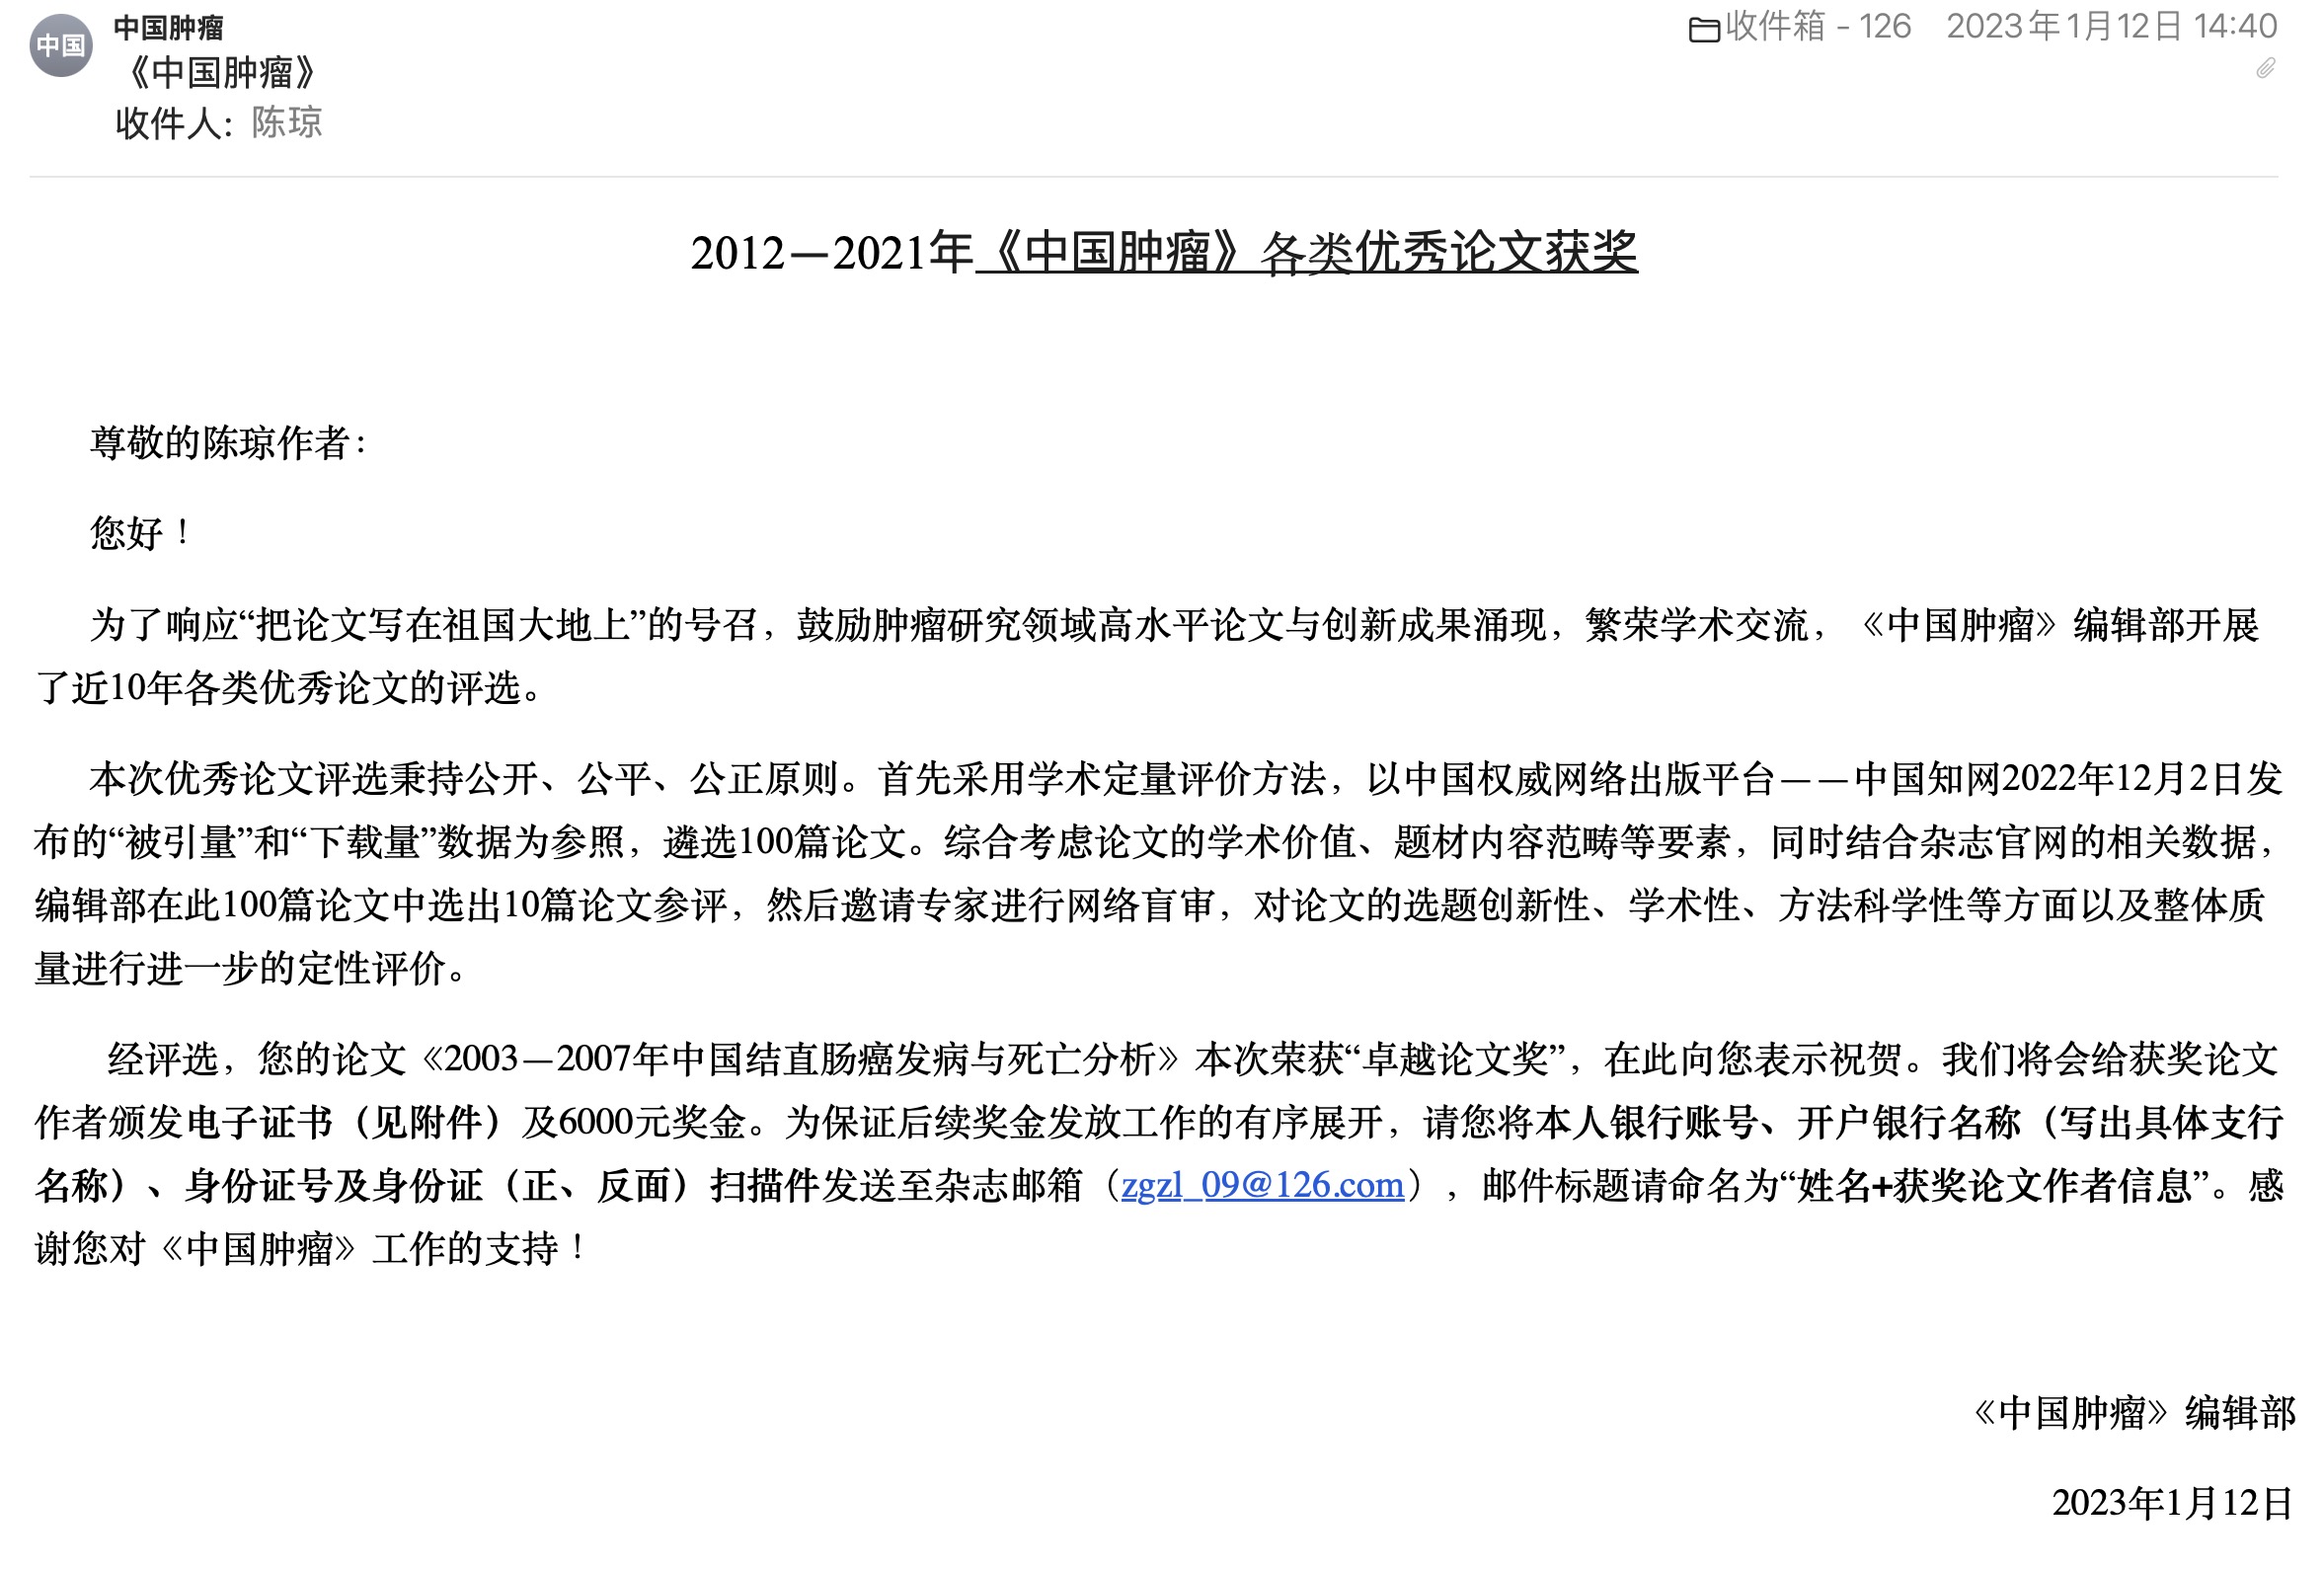 中国
中国肿瘤
收件箱 - 126 2023年1月12日 14:40
《中国肿瘤》
收件人: 陈琼
2012—2021年《中国肿瘤》各类优秀论文获奖
尊敬的陈琼作者：
您好！
为了响应“把论文写在祖国大地上”的号召，鼓励肿瘤研究领域高水平论文与创新成果涌现，繁荣学术交流，《中国肿瘤》编辑部开展
了近10年各类优秀论文的评选。
本次优秀论文评选秉持公开、公平、公正原则。首先采用学术定量评价方法，以中国权威网络出版平台——中国知网2022年12月2日发
布的“被引量”和“下载量”数据为参照，遴选100篇论文。综合考虑论文的学术价值、题材内容范畴等要素，同时结合杂志官网的相关数据，
编辑部在此100篇论文中选出10篇论文参评，然后邀请专家进行网络盲审，对论文的选题创新性、学术性、方法科学性等方面以及整体质
量进行进一步的定性评价。
经评选，您的论文《2003—2007年中国结直肠癌发病与死亡分析》本次荣获“卓越论文奖”，在此向您表示祝贺。我们将会给获奖论文
作者颁发电子证书（见附件）及6000元奖金。为保证后续奖金发放工作的有序展开，请您将本人银行账号、开户银行名称（写出具体支行
名称）、身份证号及身份证（正、反面）扫描件发送至杂志邮箱（zgzl_09@126.com），邮件标题请命名为“姓名+获奖论文作者信息”。感
谢您对《中国肿瘤》工作的支持！
《中国肿瘤》编辑部
2023年1月12日